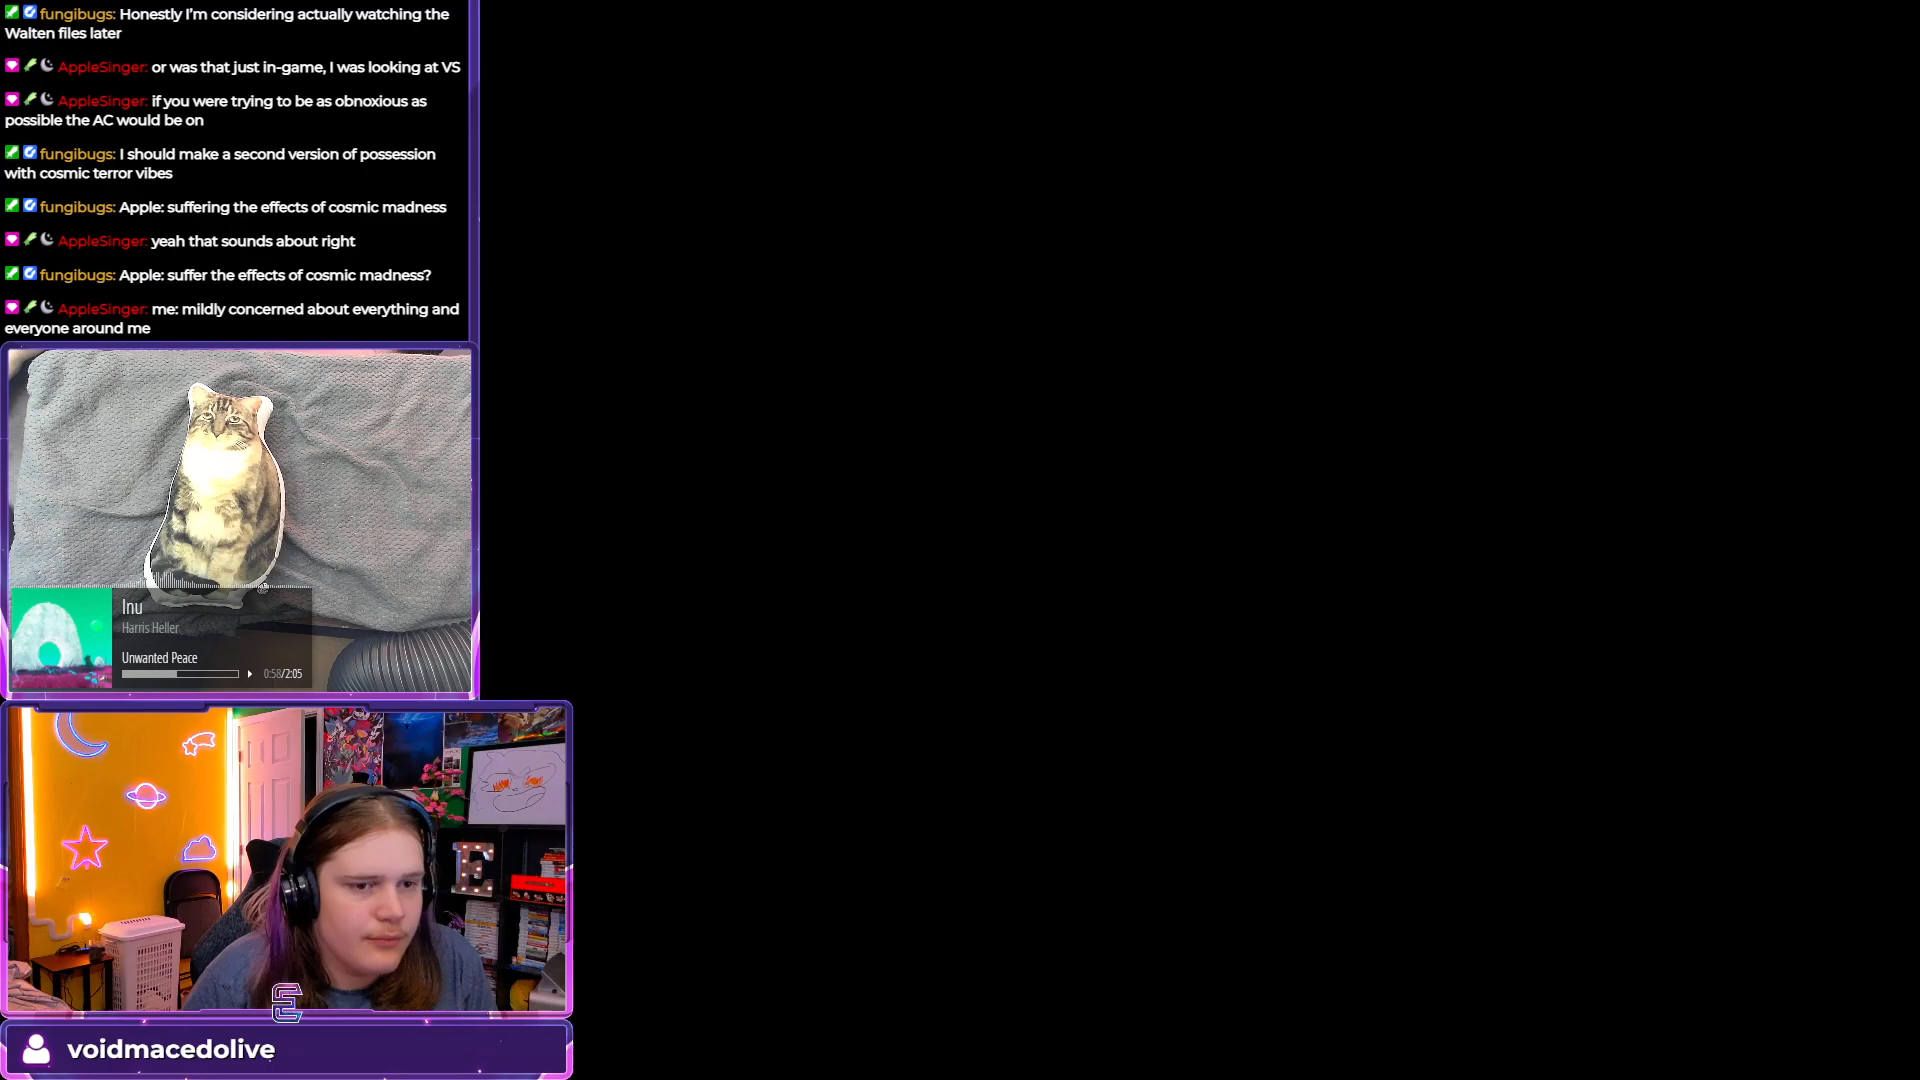 fungibugs: Honestly I'm considering actually watching the
Walten files later
AppleSinger: or was that just in-game, I was looking at VS
AppleSinger: if you were trying to be as obnoxious as
possible the AC would be on
fungibugs: I should make a second version of possession
with cosmic terror vibes
fungibugs: Apple: suffering the effects of cosmic madness
AppleSinger: yeah that sounds about right
fungibugs: Apple: suffer the effects of cosmic madness?
AppleSinger: me: mildly concerned about everything and
everyone around me
Inu
Harris Heller
Unwanted Peace
0:58/2:05
E
voidmacedolive